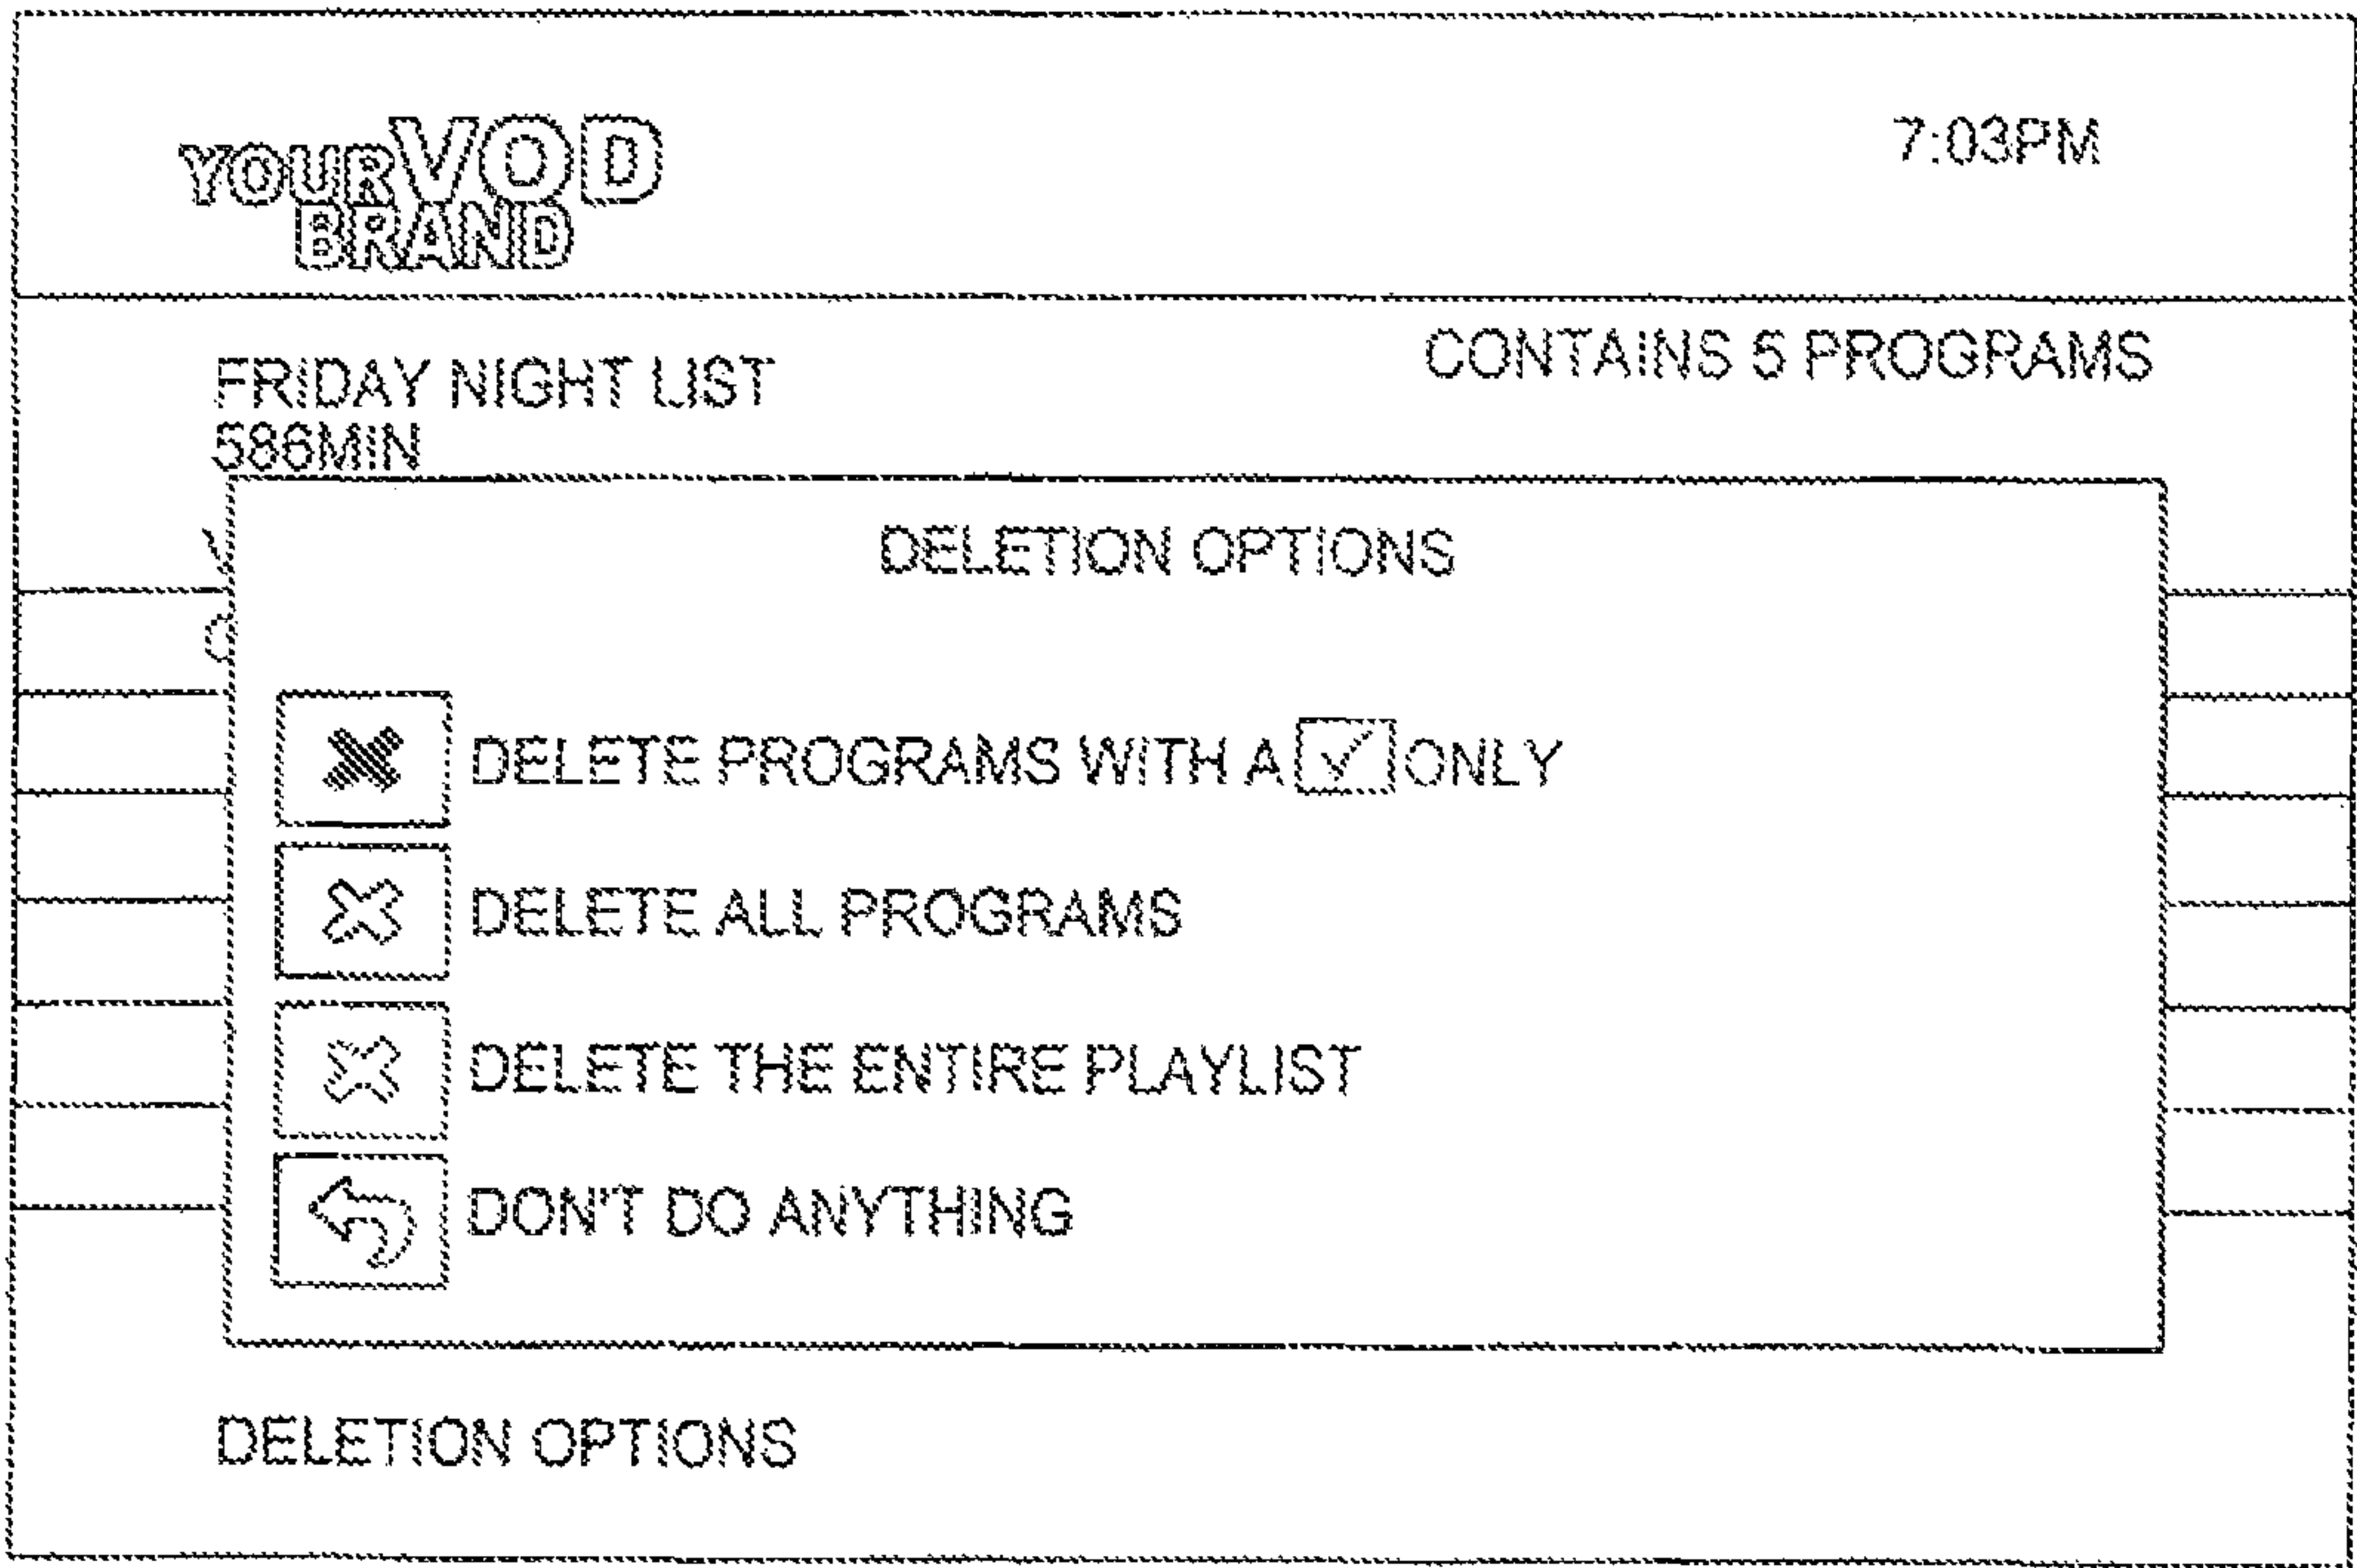 YOUR VOD
BRAND
7:03PM
FRIDAY NIGHT LIST
CONTAINS 5 PROGRAMS
586MIN
DELETION OPTIONS
DELETE PROGRAMS WITH A ✓ ONLY
DELETE ALL PROGRAMS
DELETE THE ENTIRE PLAYLIST
DON'T DO ANYTHING
DELETION OPTIONS